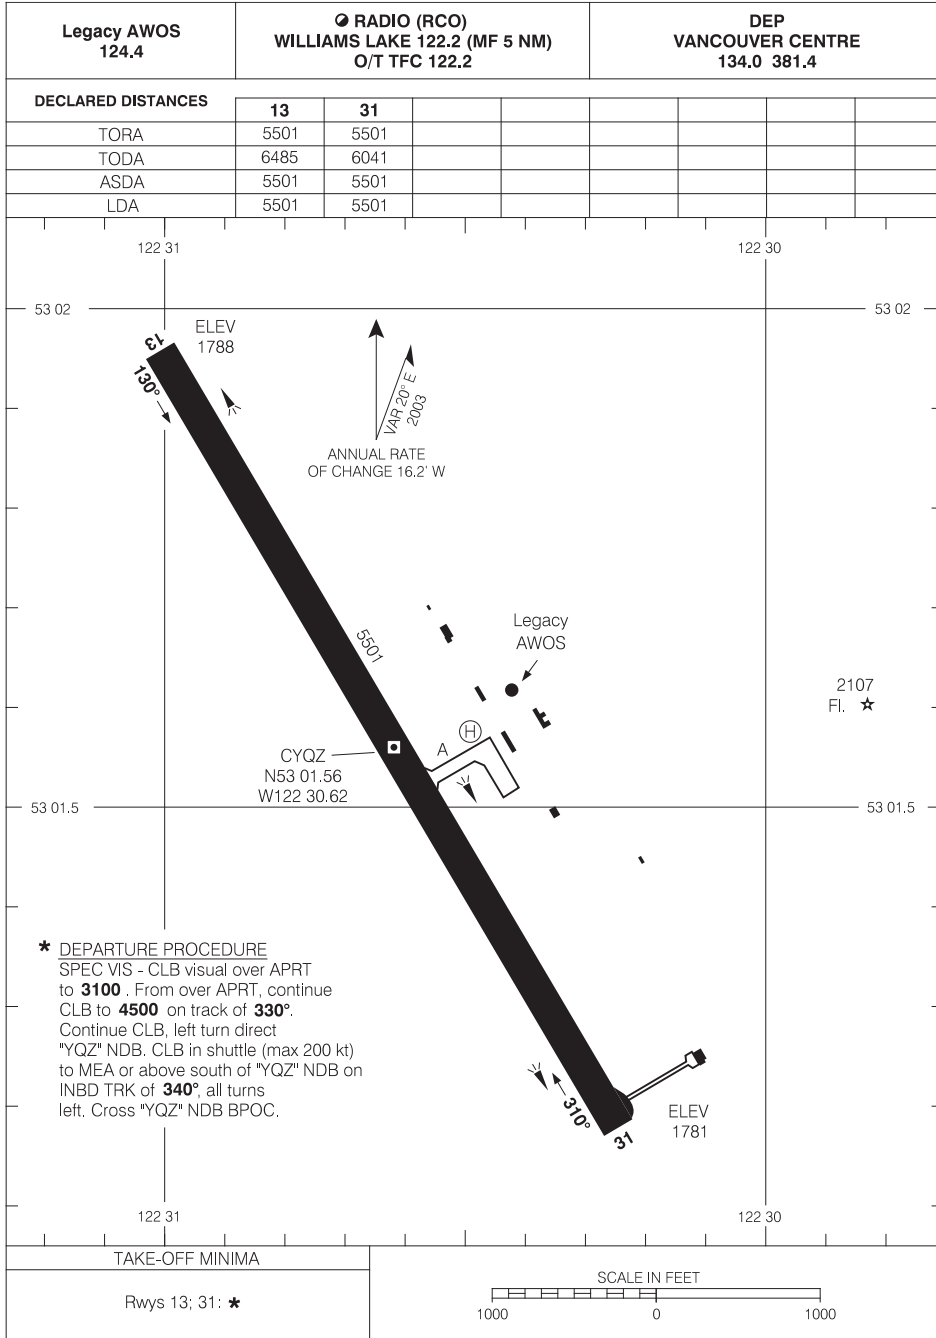 Legacy AWOS
124.4
RADIO (RCO)
WILLIAMS LAKE 122.2 (MF 5 NM)
O/T TFC 122.2
DEP
VANCOUVER CENTRE
134.0 381.4
DECLARED DISTANCES 13 31
TORA 5501 5501
TODA 6485 6041
ASDA 5501 5501
LDA 5501 5501
122 31 122 30
53 02 53 02
13
130°
ELEV
1788
VAR 20° E
2003
ANNUAL RATE
OF CHANGE 16.2' W
5501
Legacy
AWOS
2107
Fl.
H
A
CYQZ
N53 01.56
W122 30.62
53 01.5 53 01.5
* DEPARTURE PROCEDURE
SPEC VIS - CLB visual over APRT
to 3100 . From over APRT, continue
CLB to 4500 on track of 330°.
Continue CLB, left turn direct
"YQZ" NDB. CLB in shuttle (max 200 kt)
to MEA or above south of "YQZ" NDB on
INBD TRK of 340°, all turns
left. Cross "YQZ" NDB BPOC.
310°
31
ELEV
1781
122 31 122 30
TAKE-OFF MINIMA
Rwys 13; 31: *
SCALE IN FEET
1000 0 1000